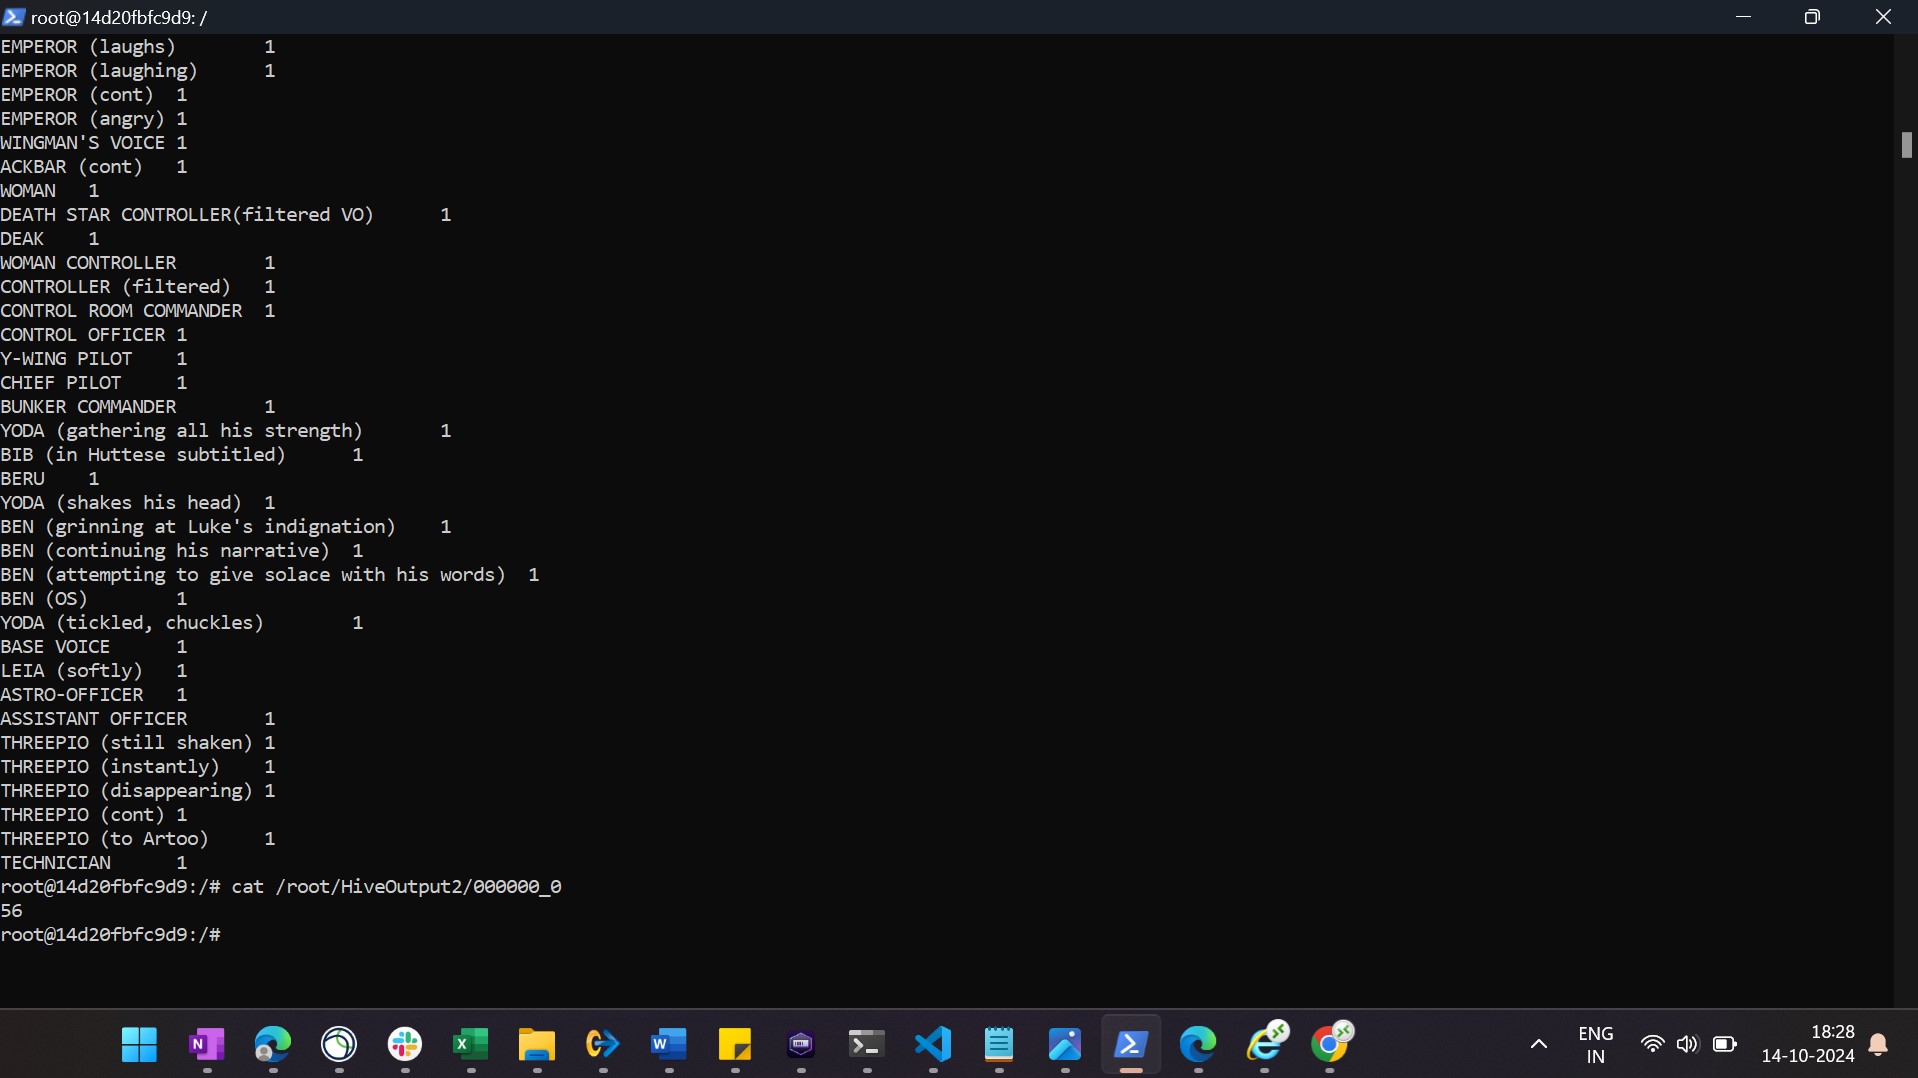 root@14d20fbfc9d9: /
EMPEROR (laughs)        1
EMPEROR (laughing)      1
EMPEROR (cont)  1
EMPEROR (angry) 1
WINGMAN'S VOICE 1
ACKBAR (cont)   1
WOMAN   1
DEATH STAR CONTROLLER(filtered VO)      1
DEAK    1
WOMAN CONTROLLER        1
CONTROLLER (filtered)   1
CONTROL ROOM COMMANDER  1
CONTROL OFFICER 1
Y-WING PILOT    1
CHIEF PILOT     1
BUNKER COMMANDER        1
YODA (gathering all his strength)       1
BIB (in Huttese subtitled)      1
BERU    1
YODA (shakes his head)  1
BEN (grinning at Luke's indignation)    1
BEN (continuing his narrative)  1
BEN (attempting to give solace with his words)  1
BEN (OS)        1
YODA (tickled, chuckles)        1
BASE VOICE      1
LEIA (softly)   1
ASTRO-OFFICER   1
ASSISTANT OFFICER       1
THREEPIO (still shaken) 1
THREEPIO (instantly)    1
THREEPIO (disappearing) 1
THREEPIO (cont) 1
THREEPIO (to Artoo)     1
TECHNICIAN      1
root@14d20fbfc9d9:/# cat /root/HiveOutput2/000000_0
56
root@14d20fbfc9d9:/#
ENG
IN
18:28
14-10-2024